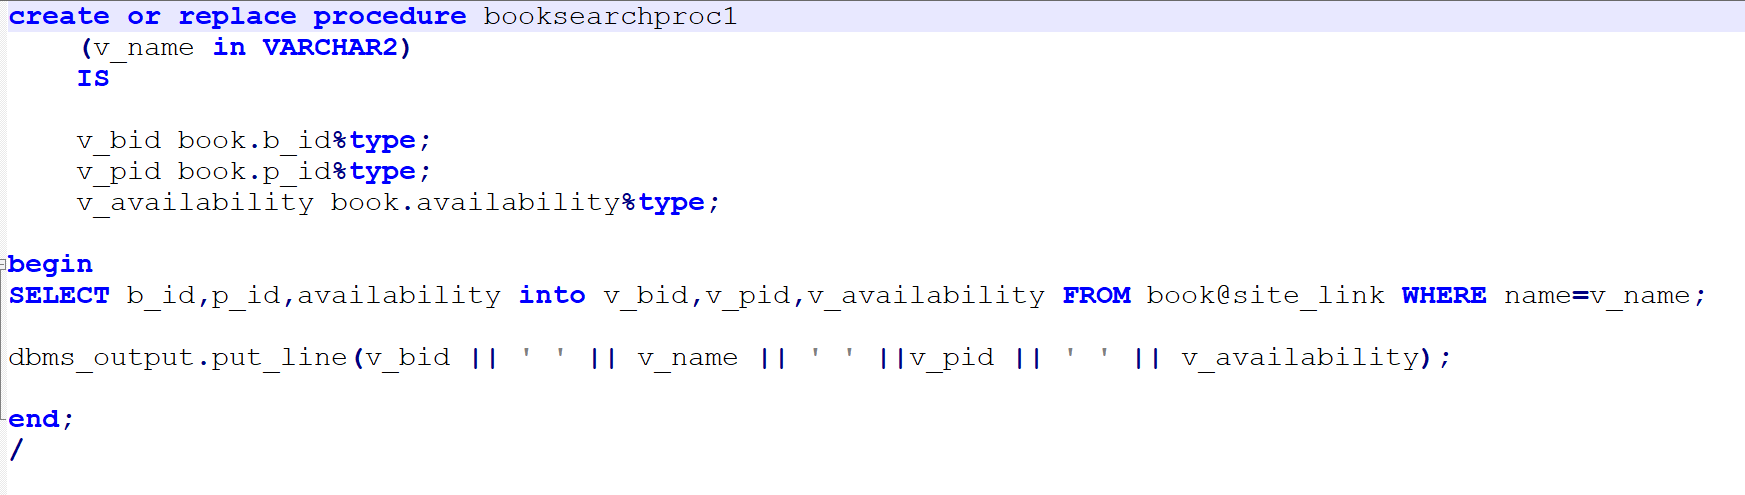 create or replace procedure booksearchproc1
(v_name in VARCHAR2)
IS
v_bid book.b_id%type;
v_pid book.p_id%type;
v_availability book.availability%type;
begin
SELECT b_id,p_id,availability into v_bid,v_pid,v_availability FROM book@site_link WHERE name=v_name;
dbms_output.put_line(v_bid || ' ' || v_name || ' ' ||v_pid || ' ' || v_availability);
end;
/